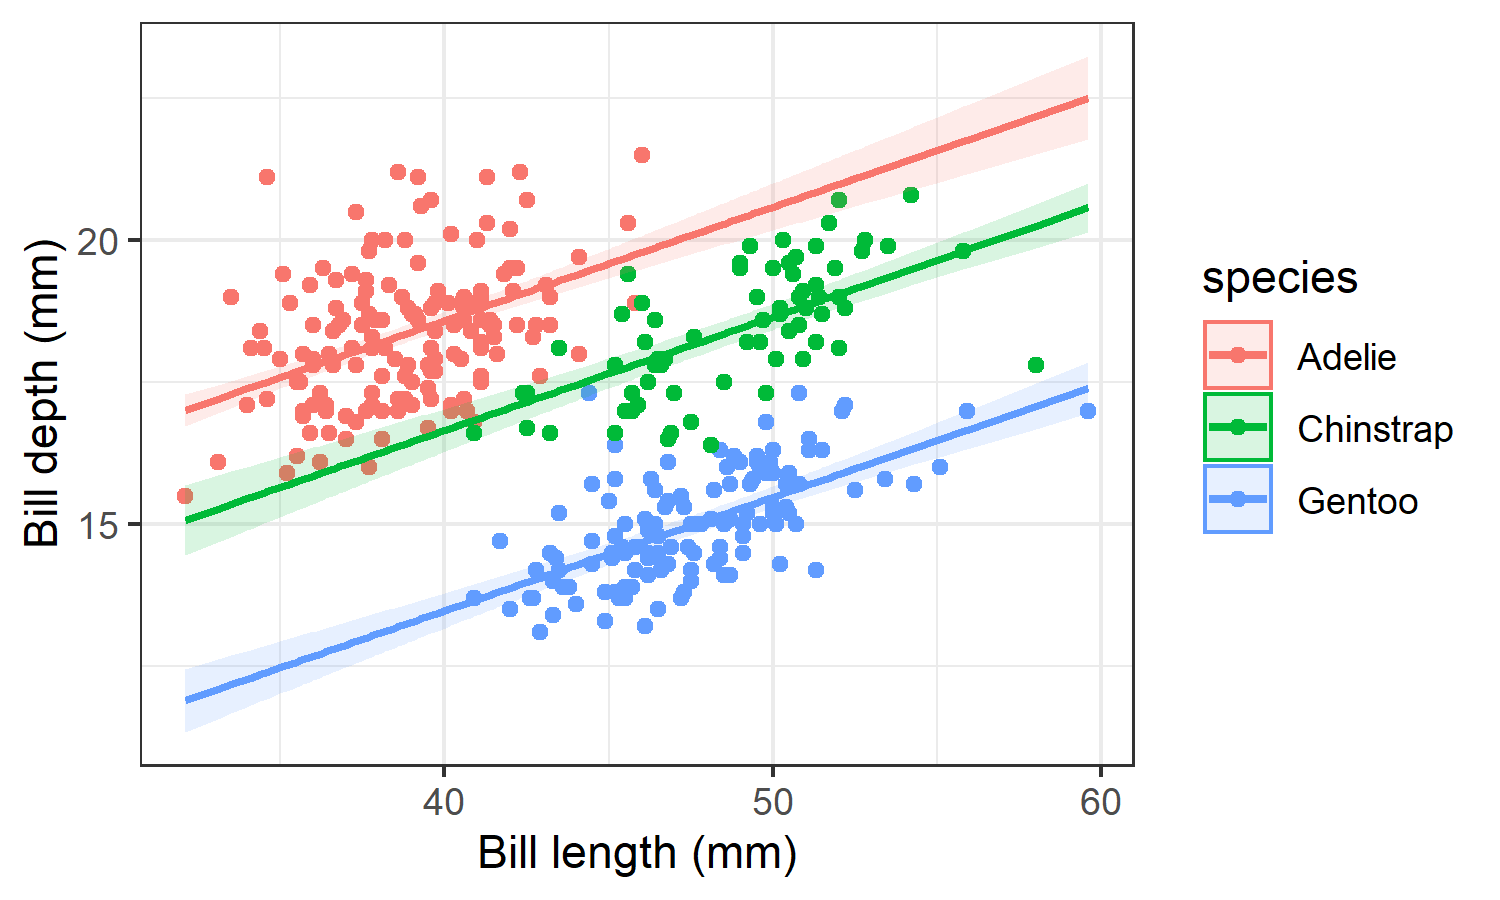 20
15
Bill depth (mm)
40 50 60
Bill length (mm)
species
Adelie
Chinstrap
Gentoo